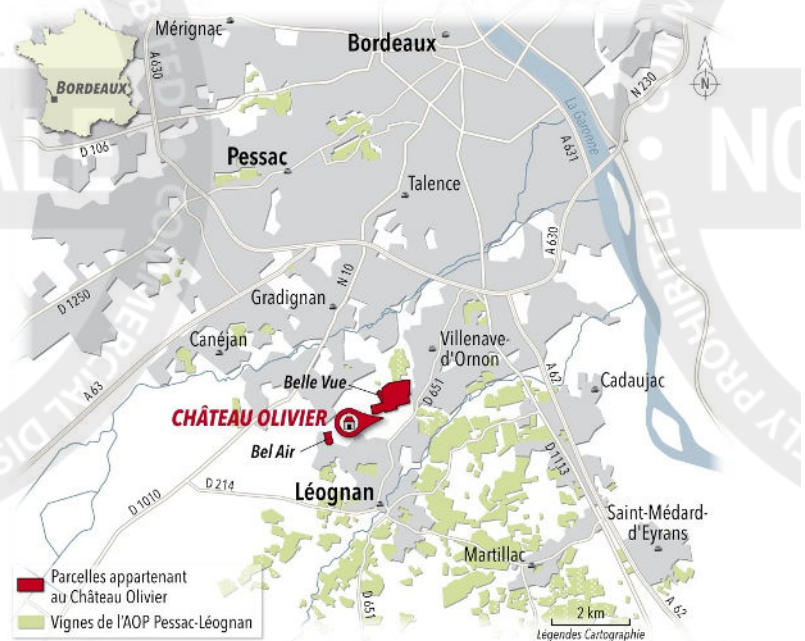 Mérignac
Bordeaux
BORDEAUX
A 630
N 230
La Garonne
D 106
A 631
Pessac
Talence
A 630
N 10
D 1250
Gradignan
Canéjan
Villenave-
d'Ornon
A 63
Belle Vue
D 651
A 62
Cadaujac
CHÂTEAU OLIVIER
Bel Air
D 1113
D 214
Léognan
D 1010
Saint-Médard-
d'Eyrans
Martillac
D 651
A 62
Parcelles appartenant
au Château Olivier
Vignes de l'AOP Pessac-Léognan
2 km
Légendes Cartographie
N